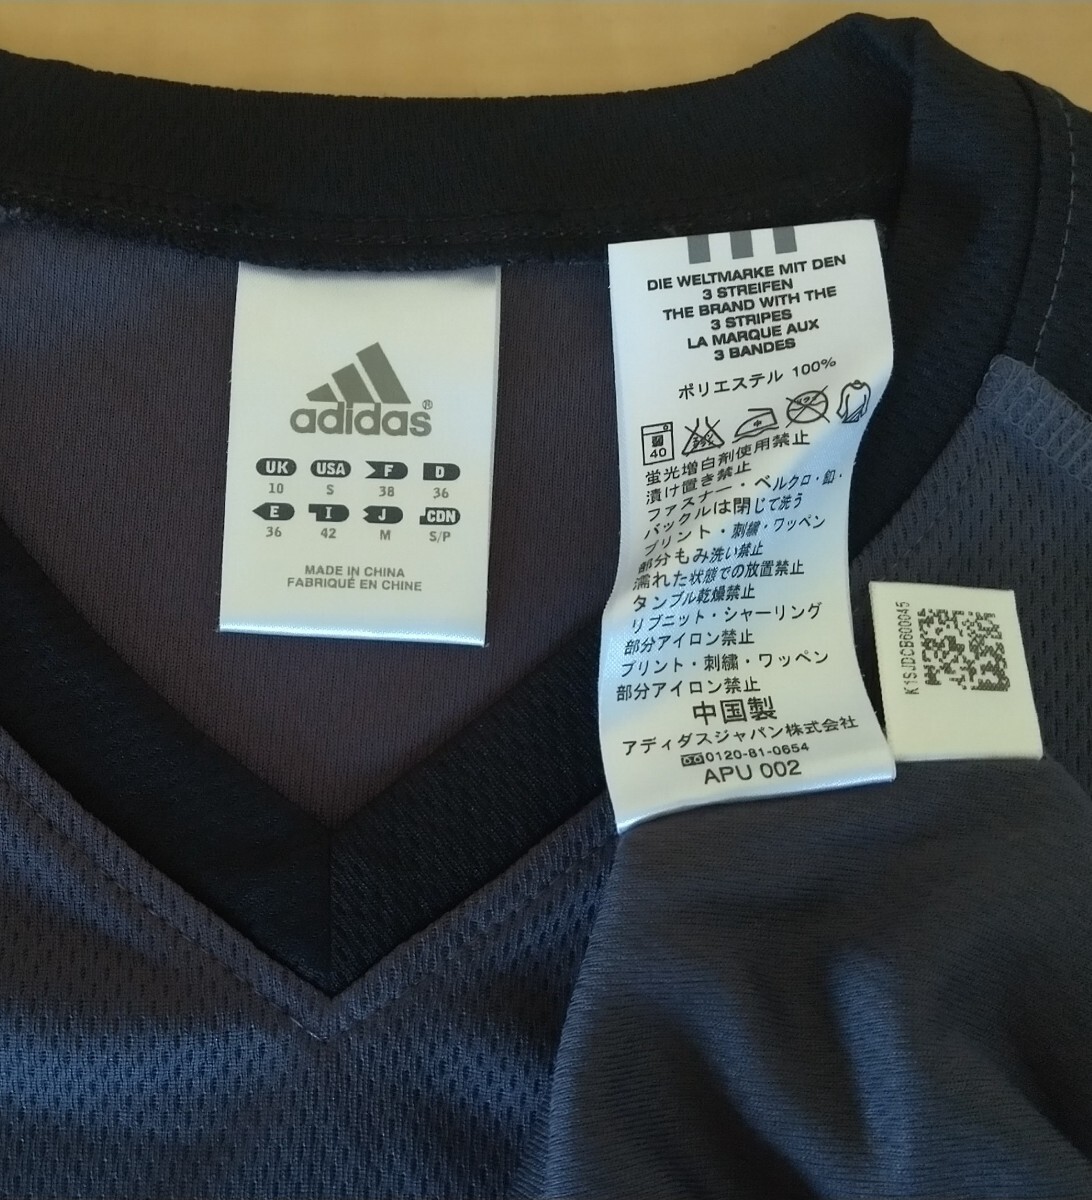 adidas®
UK USA F D
10 S 38 36
E I J CDN
36 42 M S/P
MADE IN CHINA
FABRIQUÉ EN CHINE
DIE WELTMARKE MIT DEN
3 STREIFEN
THE BRAND WITH THE
3 STRIPES
LA MARQUE AUX
3 BANDES
ポリエステル 100%
40 中
蛍光増白剤使用禁止
漬け置き禁止
ファスナー・ベルクロ・釦・
バックルは閉じて洗う
プリント・刺繍・ワッペン
部分もみ洗い禁止
濡れた状態での放置禁止
タンブル乾燥禁止
リブニット・シャーリング
部分アイロン禁止
プリント・刺繍・ワッペン
部分アイロン禁止
中国製
アディダスジャパン株式会社
0120-81-0654
APU 002
K1SJDCB600645